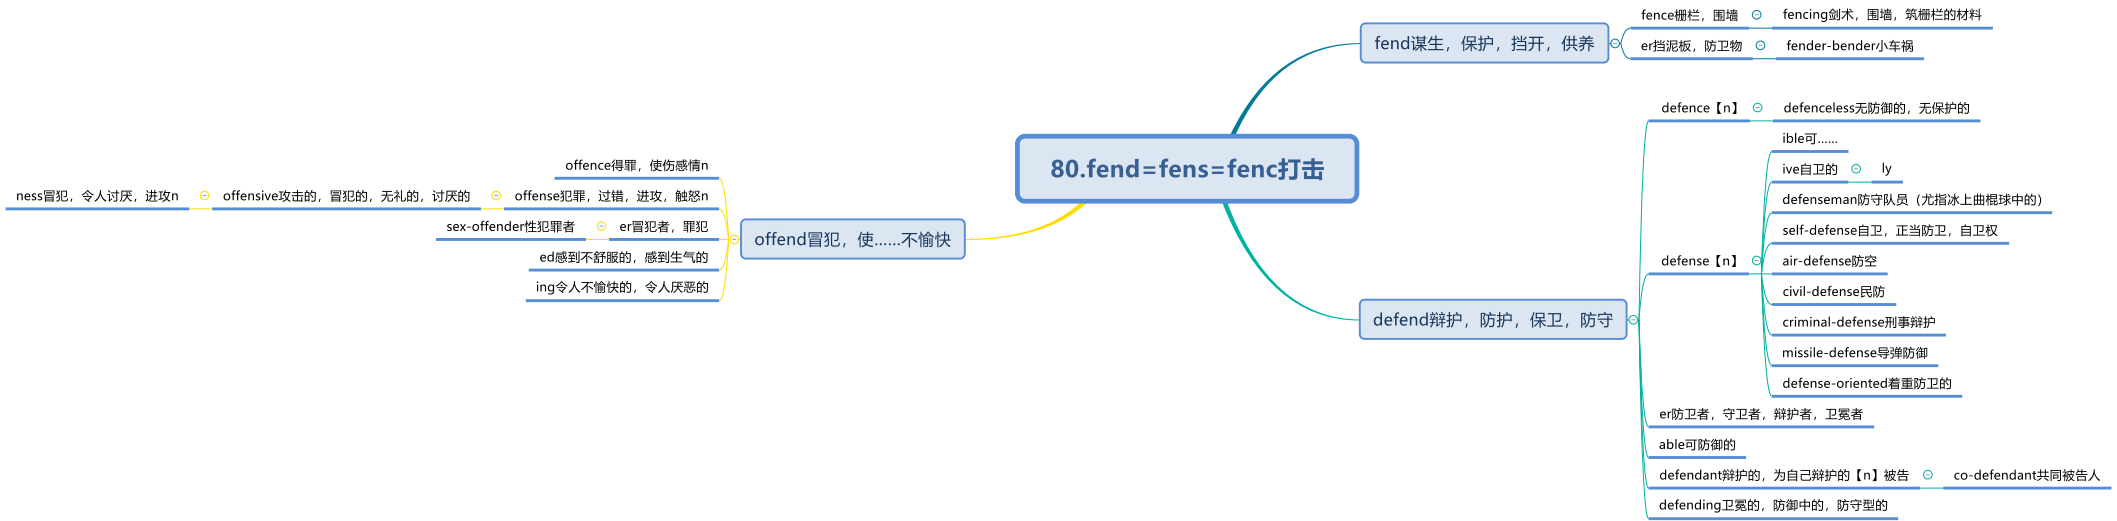 80.fend=fens=fenc打击
fend谋生，保护，挡开，供养
fence栅栏，围墙
fencing剑术，围墙，筑栅栏的材料
er挡泥板，防卫物
fender-bender小车祸
defend辩护，防护，保卫，防守
defence【n】
defenceless无防御的，无保护的
defense【n】
ible可……
ive自卫的
ly
defenseman防守队员（尤指冰上曲棍球中的）
self-defense自卫，正当防卫，自卫权
air-defense防空
civil-defense民防
criminal-defense刑事辩护
missile-defense导弹防御
defense-oriented着重防卫的
er防卫者，守卫者，辩护者，卫冕者
able可防御的
defendant辩护的，为自己辩护的【n】被告
co-defendant共同被告人
defending卫冕的，防御中的，防守型的
offend冒犯，使……不愉快
offence得罪，使伤感情n
offense犯罪，过错，进攻，触怒n
offensive攻击的，冒犯的，无礼的，讨厌的
ness冒犯，令人讨厌，进攻n
er冒犯者，罪犯
sex-offender性犯罪者
ed感到不舒服的，感到生气的
ing令人不愉快的，令人厌恶的